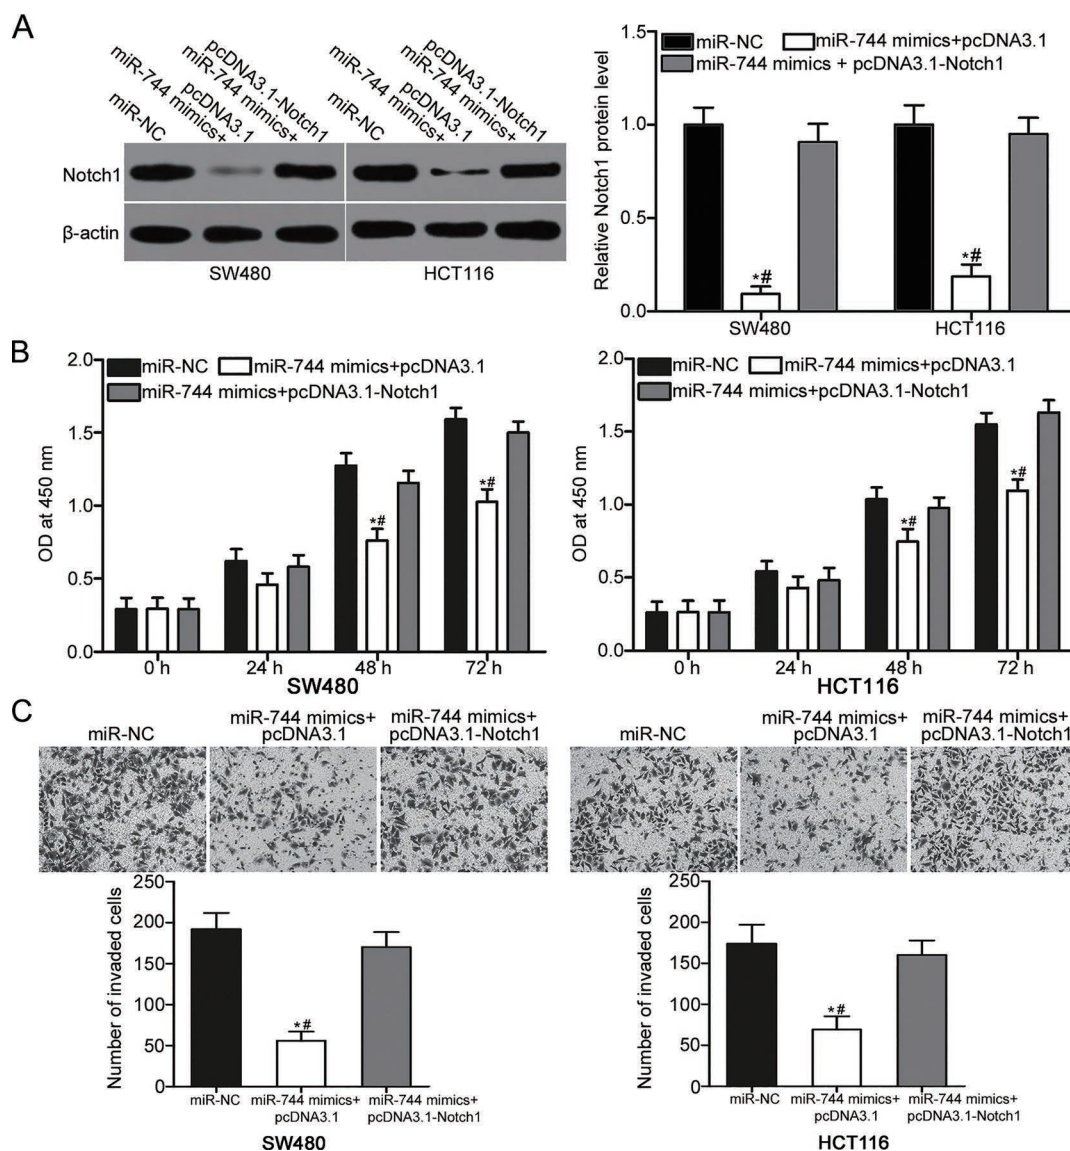 A
miR-NC
miR-744 mimics+
pcDNA3.1
miR-744 mimics+
pcDNA3.1-Notch1
miR-NC
miR-744 mimics+
pcDNA3.1
miR-744 mimics+
pcDNA3.1-Notch1
Notch1
β-actin
SW480 HCT116
Relative Notch1 protein level
1.5
1.0
0.5
0.0
miR-NC miR-744 mimics+pcDNA3.1
miR-744 mimics + pcDNA3.1-Notch1
*# *#
SW480 HCT116
B
OD at 450 nm
2.0
1.5
1.0
0.5
0.0
miR-NC miR-744 mimics+pcDNA3.1
miR-744 mimics+pcDNA3.1-Notch1
*# *#
0 h 24 h 48 h 72 h
SW480
OD at 450 nm
2.0
1.5
1.0
0.5
0.0
miR-NC miR-744 mimics+pcDNA3.1
miR-744 mimics+pcDNA3.1-Notch1
*# *#
0 h 24 h 48 h 72 h
HCT116
C
miR-NC
miR-744 mimics+
pcDNA3.1
miR-744 mimics+
pcDNA3.1-Notch1
miR-NC
miR-744 mimics+
pcDNA3.1
miR-744 mimics+
pcDNA3.1-Notch1
Number of invaded cells
250
200
150
100
50
0
*#
miR-NC
miR-744 mimics+
pcDNA3.1
miR-744 mimics+
pcDNA3.1-Notch1
SW480
Number of invaded cells
250
200
150
100
50
0
*#
miR-NC
miR-744 mimics+
pcDNA3.1
miR-744 mimics+
pcDNA3.1-Notch1
HCT116